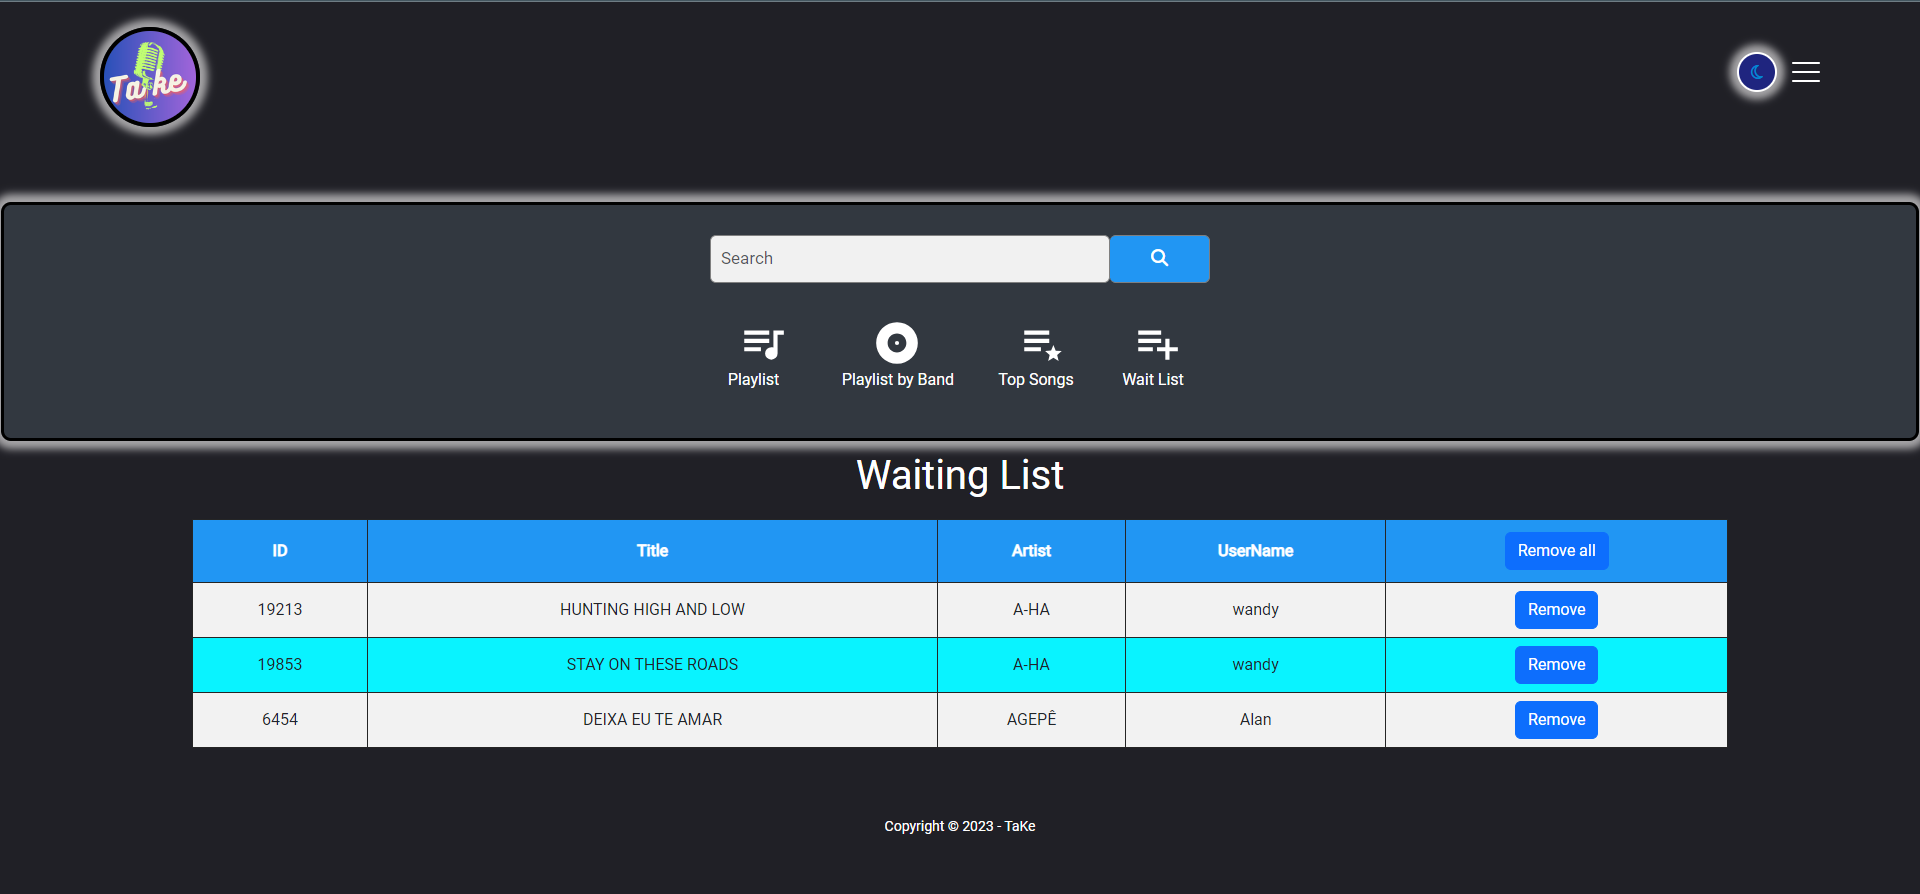 Take
Search
Playlist
Playlist by Band
Top Songs
Wait List
Waiting List
ID Title Artist UserName Remove all
19213 HUNTING HIGH AND LOW A-HA wandy Remove
19853 STAY ON THESE ROADS A-HA wandy Remove
6454 DEIXA EU TE AMAR AGEPÊ Alan Remove
Copyright © 2023 - TaKe